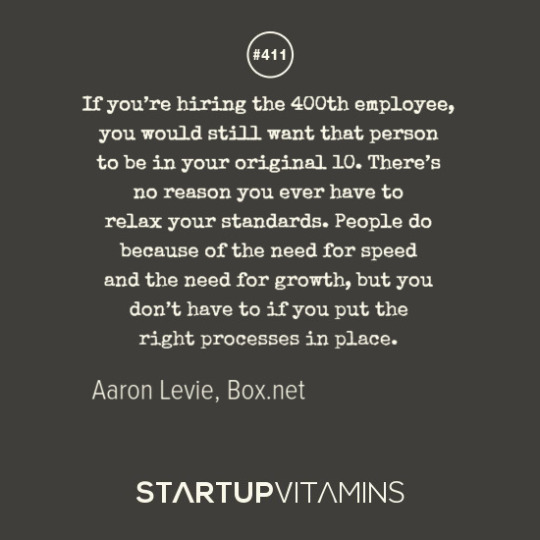 #411
If you're hiring the 400th employee,
you would still want that person
to be in your original 10. There's
no reason you ever have to
relax your standards. People do
because of the need for speed
and the need for growth, but you
don't have to if you put the
right processes in place.
Aaron Levie, Box.net
STARTUPVITAMINS